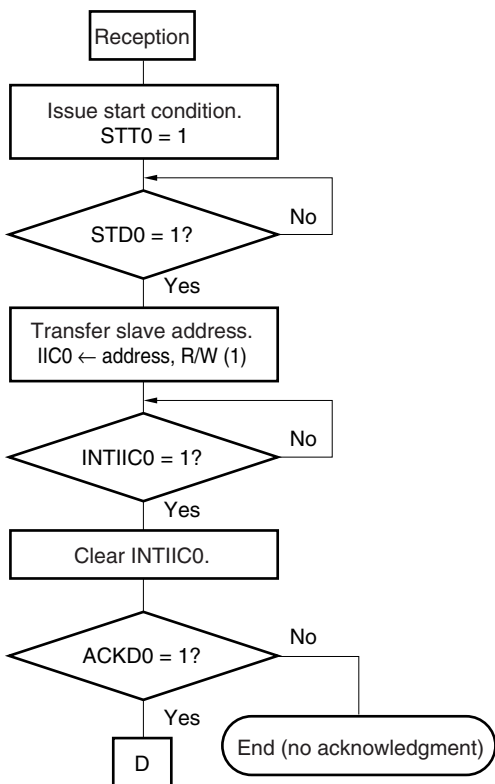 Reception
Issue start condition.
STT0 = 1
No
STD0 = 1?
Yes
Transfer slave address.
IIC0 ← address, R/W (1)
No
INTIIC0 = 1?
Yes
Clear INTIIC0.
No
ACKD0 = 1?
Yes
D
End (no acknowledgment)